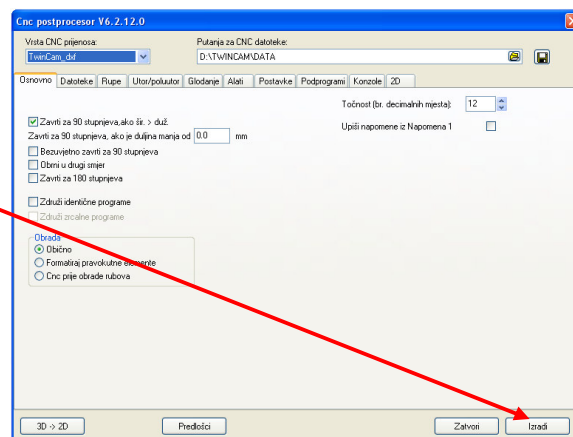 Cnc postprocesor V6.2.12.0
Vrsta CNC prijenosa: Putanja za CNC datoteke:
TwinCam_dxf D:\TWINCAM\DATA
Osnovno Datoteke Rupe Utor/poluutor Glodanje Alati Postavke Podprogrami Konzole 2D
Točnost (br. decimalnih mjesta): 12
Zavrti za 90 stupnjeva,ako šir. > duž. Upiši napomene iz Napomena 1
Zavrti za 90 stupnjeva, ako je duljina manja od 0.0 mm
Bezuvjetno zavrti za 90 stupnjeva
Obrni u drugi smjer
Zavrti za 180 stupnjeva
Združi identične programe
Združi zrcalne programe
Obrada
Obično
Formatiraj pravokutne elemente
Cnc prije obrade rubova
3D -> 2D Predlošci Zatvori Izradi